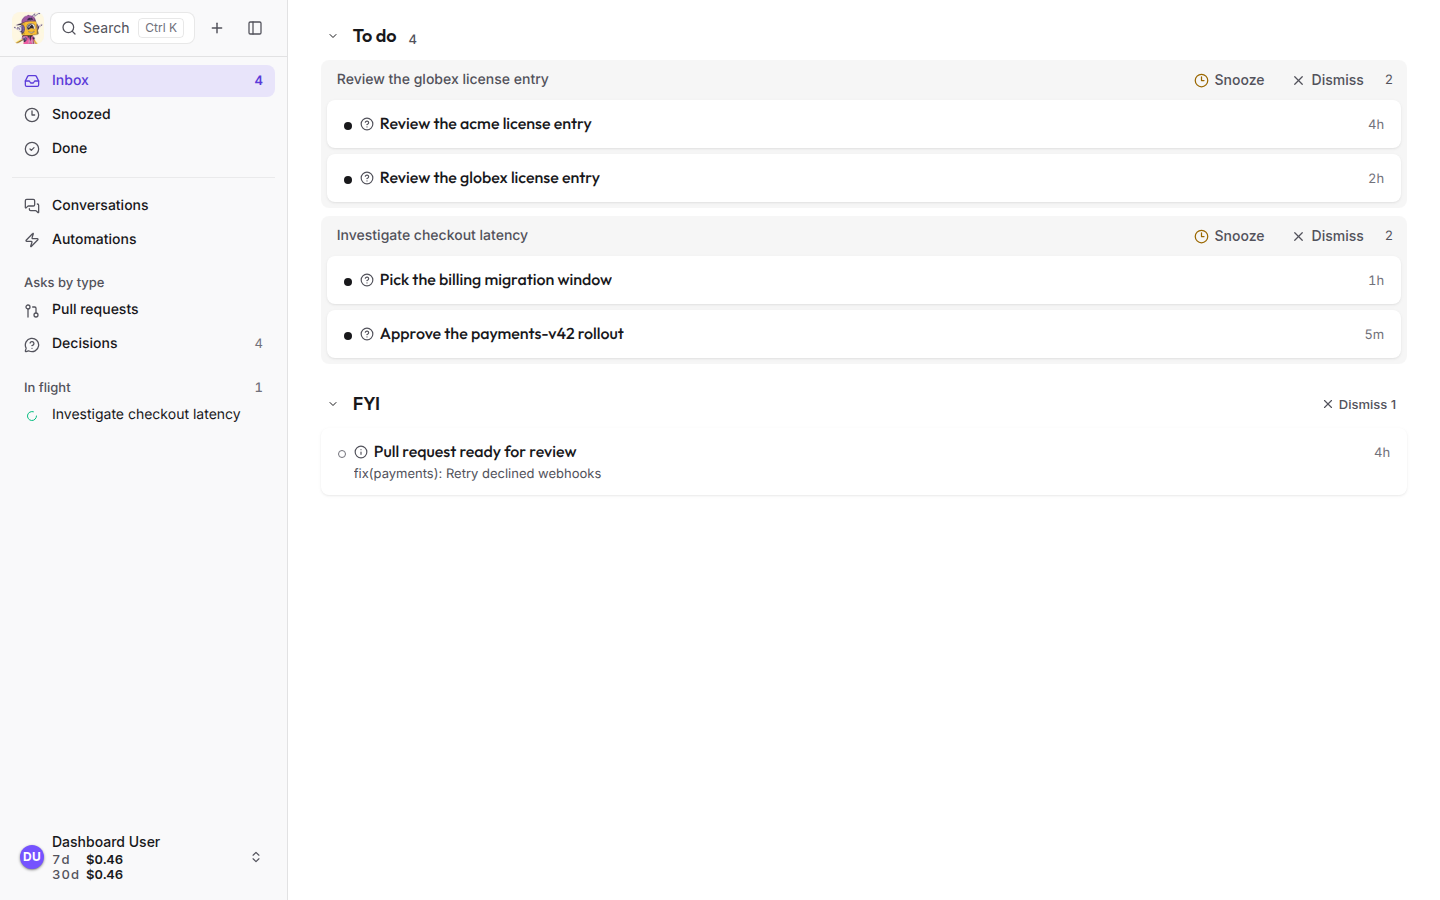 Search Ctrl K
Inbox 4
Snoozed
Done
Conversations
Automations
Asks by type
Pull requests
Decisions 4
In flight 1
Investigate checkout latency
DU
Dashboard User
7d $0.46
30d $0.46
To do 4
Review the globex license entry Snooze Dismiss 2
Review the acme license entry 4h
Review the globex license entry 2h
Investigate checkout latency Snooze Dismiss 2
Pick the billing migration window 1h
Approve the payments-v42 rollout 5m
FYI Dismiss 1
Pull request ready for review 4h
fix(payments): Retry declined webhooks